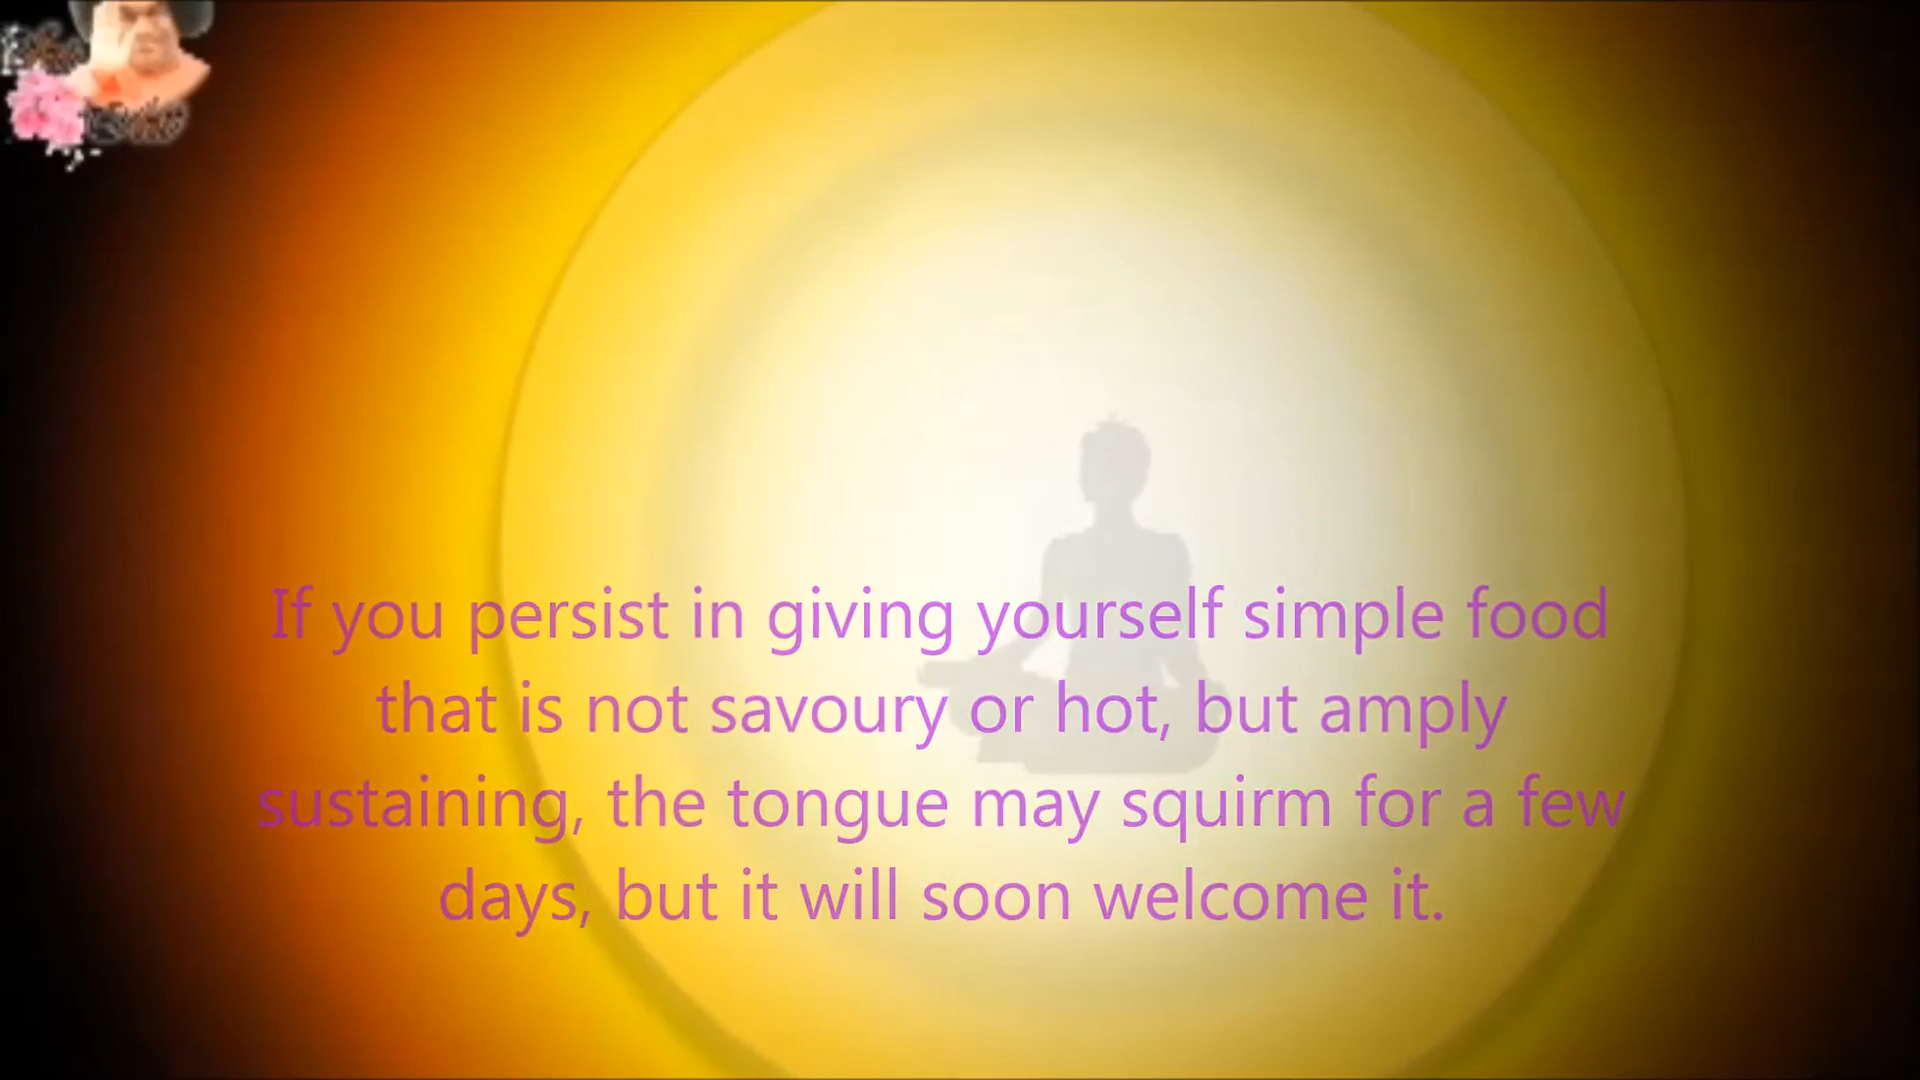 If you persist in giving yourself simple food
that is not savoury or hot, but amply
sustaining, the tongue may squirm for a few
days, but it will soon welcome it.